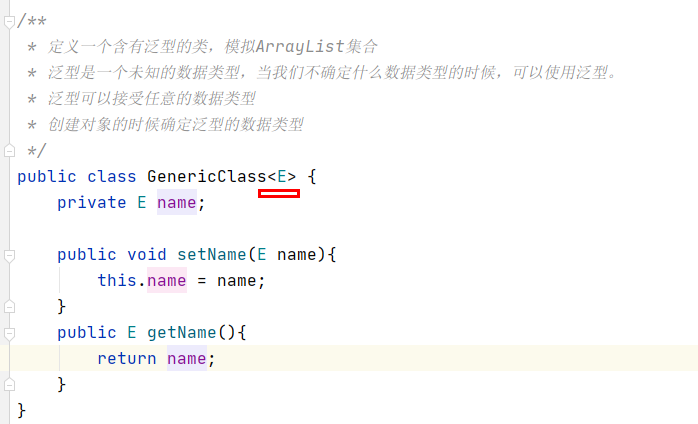 /**
 * 定义一个含有泛型的类，模拟ArrayList集合
 * 泛型是一个未知的数据类型，当我们不确定什么数据类型的时候，可以使用泛型。
 * 泛型可以接受任意的数据类型
 * 创建对象的时候确定泛型的数据类型
 */
public class GenericClass<E> {
    private E name;
    public void setName(E name){
        this.name = name;
    }
    public E getName(){
        return name;
    }
}